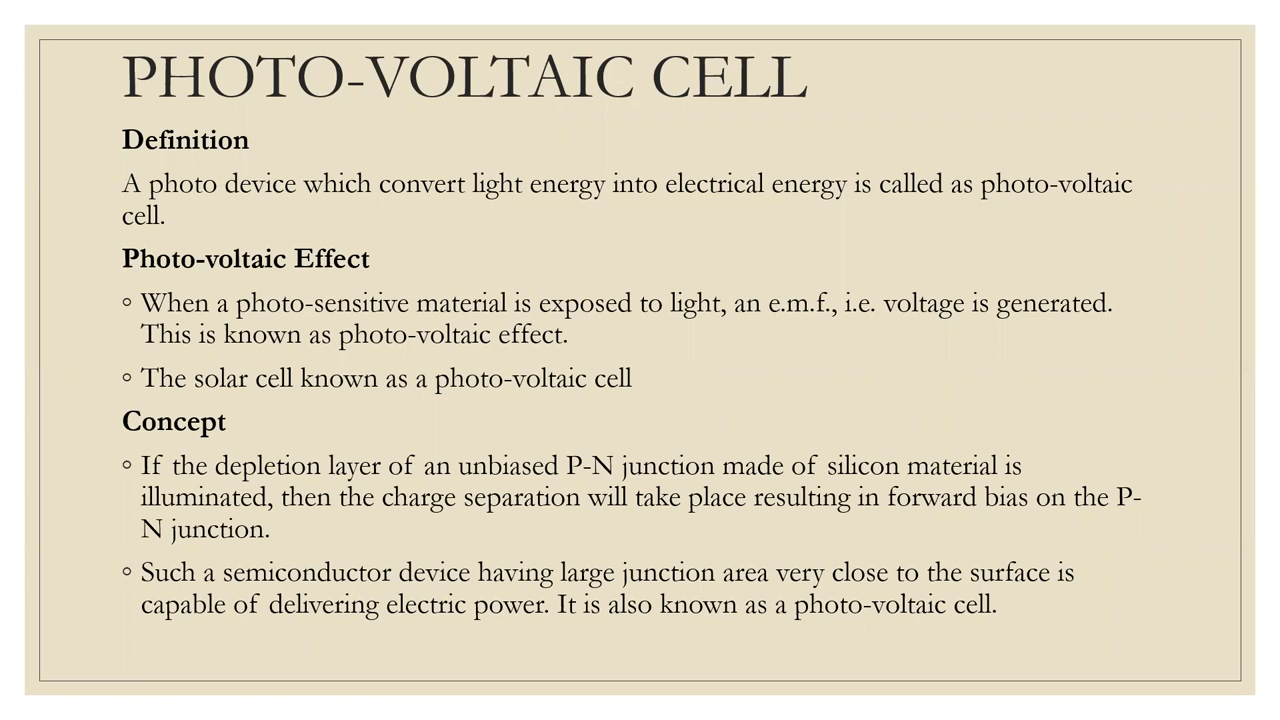 PHOTO-VOLTAIC CELL
Definition
A photo device which convert light energy into electrical energy is called as photo-voltaic
cell.
Photo-voltaic Effect
◦ When a photo-sensitive material is exposed to light, an e.m.f., i.e. voltage is generated.
This is known as photo-voltaic effect.
◦ The solar cell known as a photo-voltaic cell
Concept
◦ If the depletion layer of an unbiased P-N junction made of silicon material is
illuminated, then the charge separation will take place resulting in forward bias on the P-
N junction.
◦ Such a semiconductor device having large junction area very close to the surface is
capable of delivering electric power. It is also known as a photo-voltaic cell.